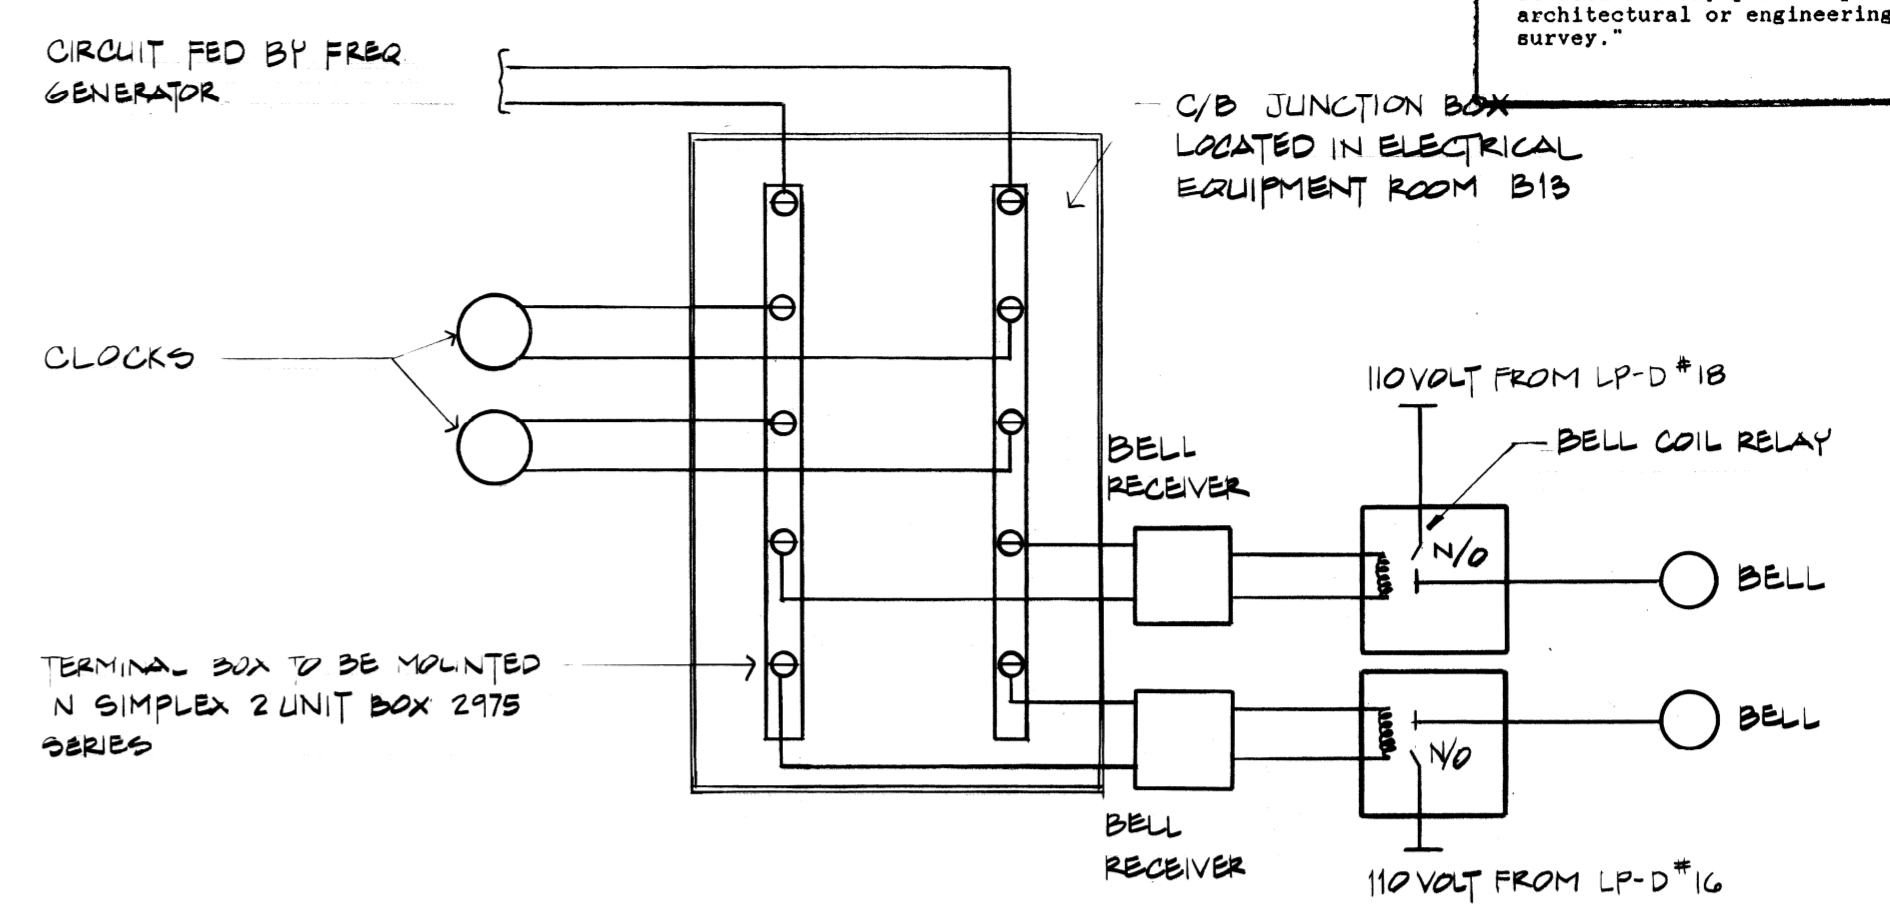 architectural or engineering
survey."
CIRCUIT FED BY FREQ
GENERATOR
C/B JUNCTION BOX
LOCATED IN ELECTRICAL
EQUIPMENT ROOM B13
CLOCKS
110 VOLT FROM LP-D #18
BELL COIL RELAY
BELL
RECEIVER
N/O
BELL
TERMINAL BOX TO BE MOUNTED
N SIMPLEX 2 UNIT BOX 2975
SERIES
N/O
BELL
BELL
RECEIVER
110 VOLT FROM LP-D #16